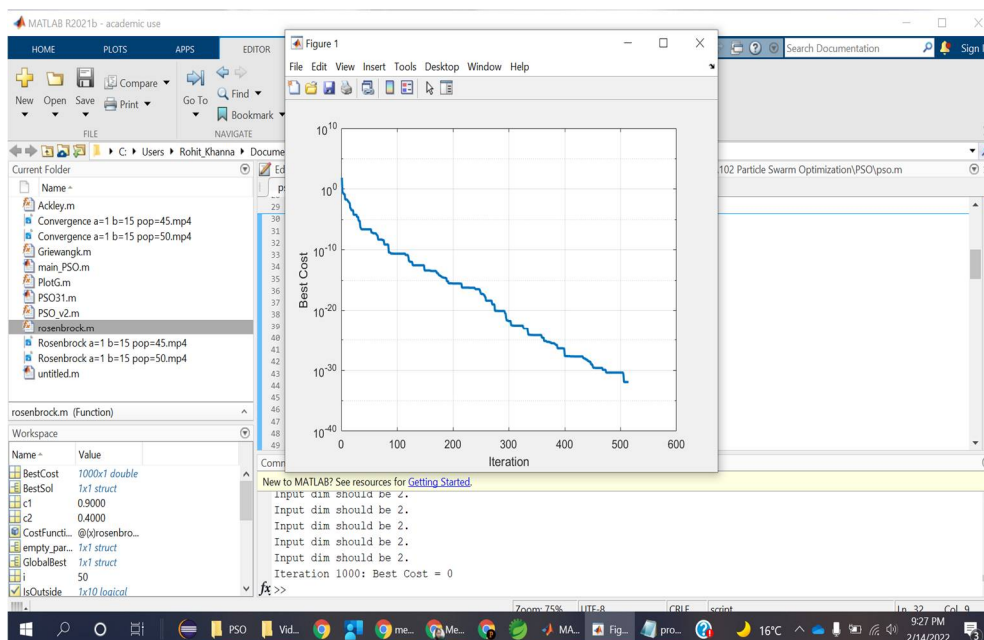 MATLAB R2021b - academic use
HOME PLOTS APPS EDITOR
Search Documentation
Sign
New Open Save Compare Print Go To Find Bookmark
FILE NAVIGATE
C: Users Rohit_Khanna Docume
102 Particle Swarm Optimization\PSO\pso.m
Current Folder
Name
Ackley.m
Convergence a=1 b=15 pop=45.mp4
Convergence a=1 b=15 pop=50.mp4
Griewangk.m
main_PSO.m
PlotG.m
PSO31.m
PSO_v2.m
rosenbrock.m
Rosenbrock a=1 b=15 pop=45.mp4
Rosenbrock a=1 b=15 pop=50.mp4
untitled.m
rosenbrock.m (Function)
Workspace
Name Value
BestCost 1000x1 double
BestSol 1x1 struct
c1 0.9000
c2 0.4000
CostFuncti... @(x)rosenbro...
empty_par... 1x1 struct
GlobalBest 1x1 struct
i 50
IsOutside 1x10 logical
Ed
29
30
31
32
33
34
35
36
37
38
39
40
41
42
43
44
45
46
47
48
49
Figure 1
File Edit View Insert Tools Desktop Window Help
10^10
10^0
10^-10
10^-20
10^-30
10^-40
Best Cost
0 100 200 300 400 500 600
Iteration
Comm
New to MATLAB? See resources for Getting Started.
Input dim should be 2.
Input dim should be 2.
Input dim should be 2.
Input dim should be 2.
Input dim should be 2.
Iteration 1000: Best Cost = 0
fx >>
Zoom: 75% UTF-8 CRLF script Ln 32 Col 9
PSO Vid... me... Me... MA... Fig... pro... 16°C 9:27 PM
2/14/2022